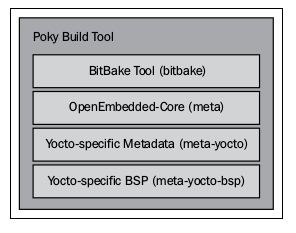 Poky Build Tool
BitBake Tool (bitbake)
OpenEmbedded-Core (meta)
Yocto-specific Metadata (meta-yocto)
Yocto-specific BSP (meta-yocto-bsp)